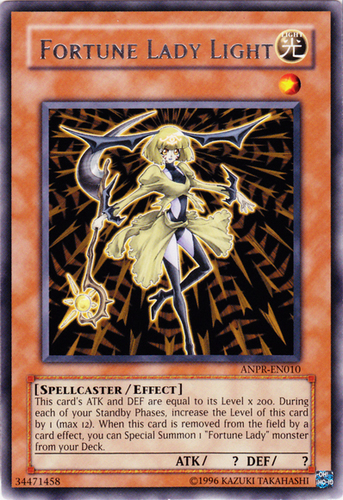 FORTUNE LADY LIGHT
LIGHT
光
ANPR-EN010
[SPELLCASTER / EFFECT]
This card's ATK and DEF are equal to its Level x 200. During
each of your Standby Phases, increase the Level of this card
by 1 (max 12). When this card is removed from the field by a
card effect, you can Special Summon 1 "Fortune Lady" monster
from your Deck.
ATK / ? DEF / ?
34471458
©1996 KAZUKI TAKAHASHI